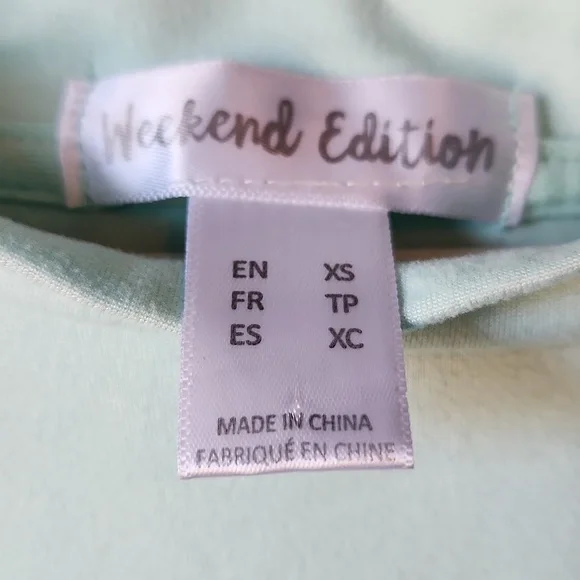 Weekend Edition
EN XS
FR TP
ES XC
MADE IN CHINA
FABRIQUÉ EN CHINE